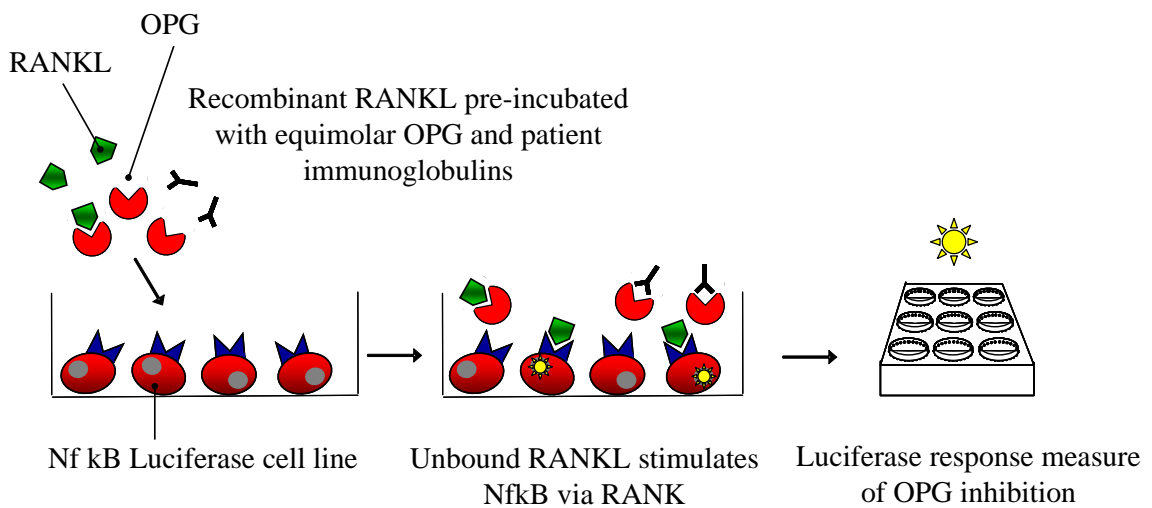 OPG
RANKL
Recombinant RANKL pre-incubated
with equimolar OPG and patient
immunoglobulins
Nf kB Luciferase cell line
Unbound RANKL stimulates
NfkB via RANK
Luciferase response measure
of OPG inhibition